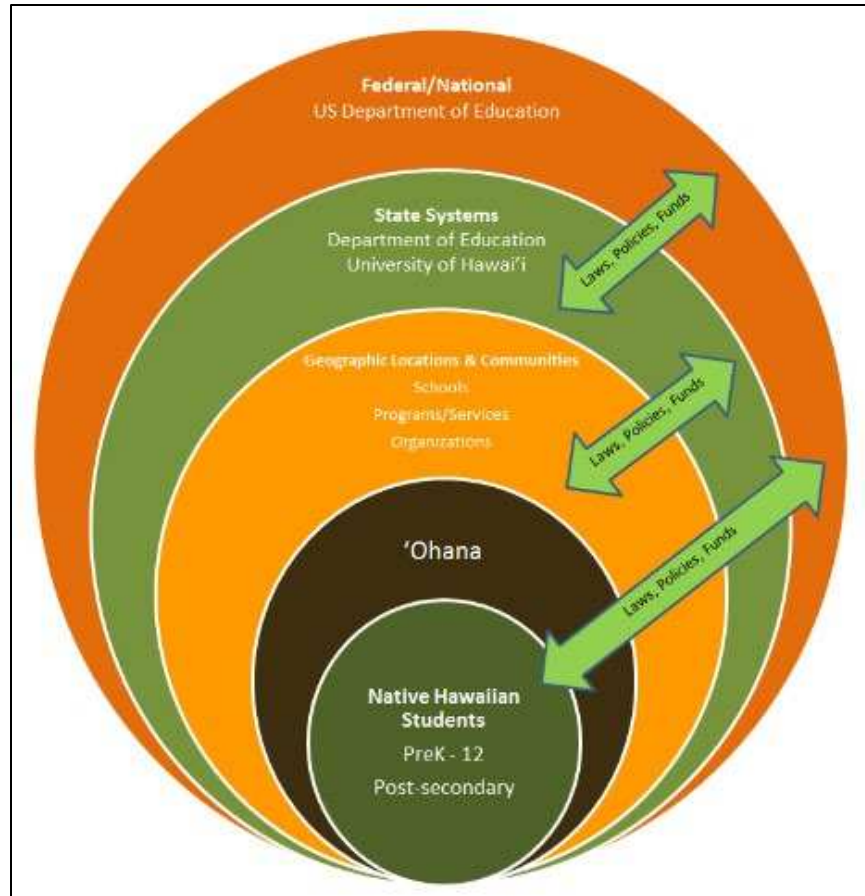 Federal/National
US Department of Education
State Systems
Department of Education
University of Hawai'i
Laws, Policies, Funds
Geographic Locations & Communities
Schools
Programs/Services
Organizations
Laws, Policies, Funds
'Ohana
Laws, Policies, Funds
Native Hawaiian
Students
PreK - 12
Post-secondary